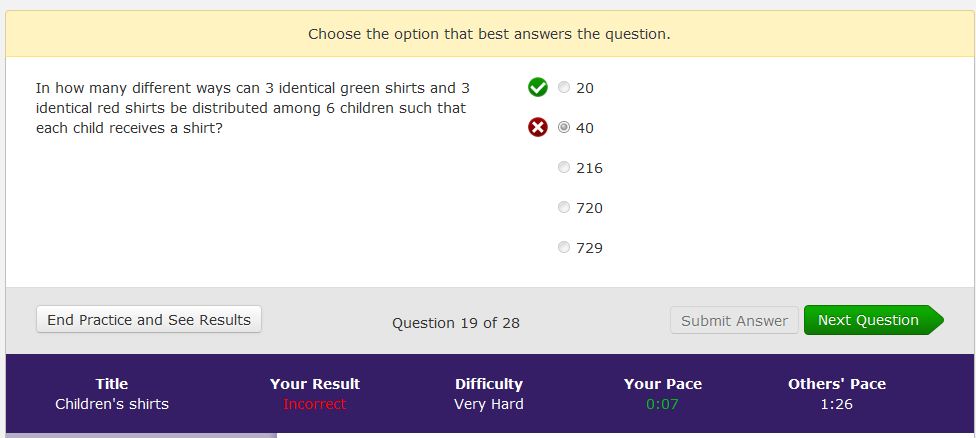 Choose the option that best answers the question.
In how many different ways can 3 identical green shirts and 3
identical red shirts be distributed among 6 children such that
each child receives a shirt?
20
40
216
720
729
End Practice and See Results
Question 19 of 28
Submit Answer
Next Question
Title
Your Result
Difficulty
Your Pace
Others' Pace
Children's shirts
Incorrect
Very Hard
0:07
1:26